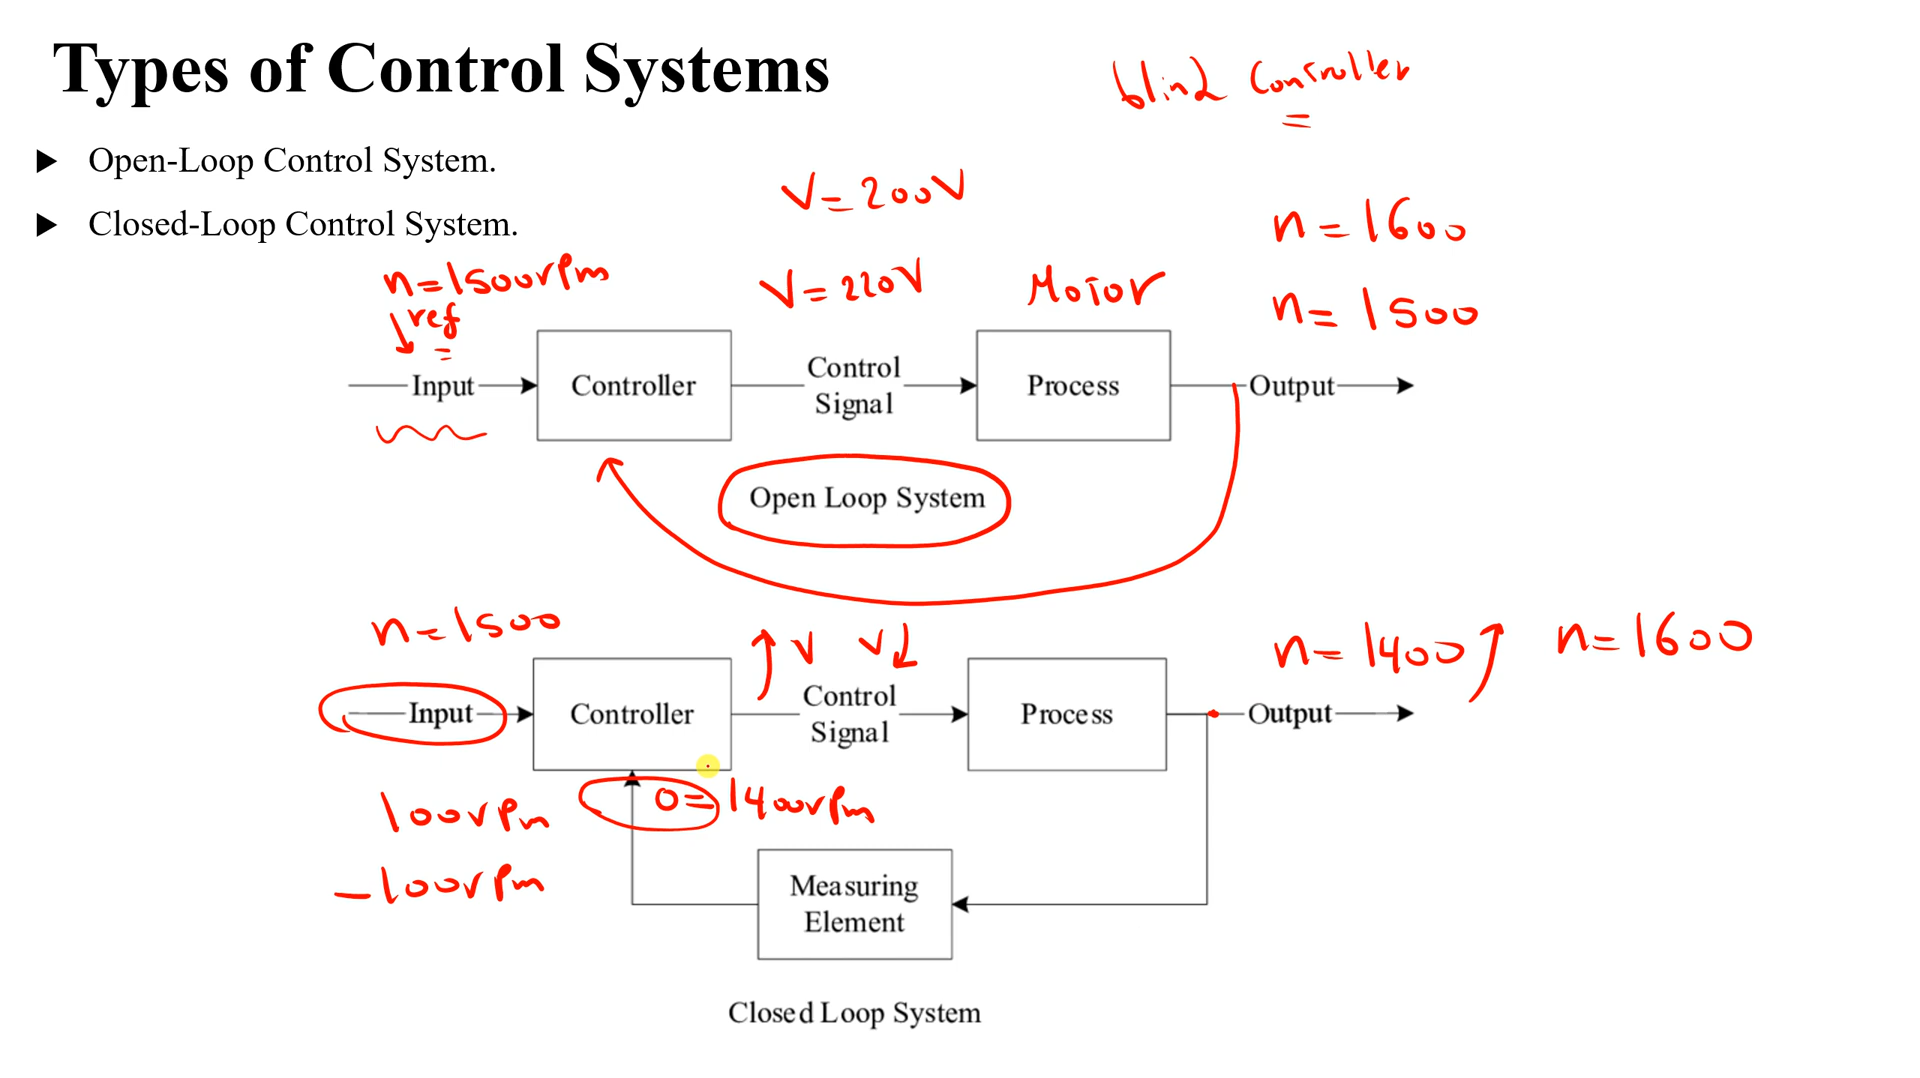 Types of Control Systems
blind Controller
Open-Loop Control System.
Closed-Loop Control System.
V=200V
n=1600
n=1500rpm
V=220V
Motor
n=1500
ref
Input
Controller
Control
Signal
Process
Output
Open Loop System
n=1500
V
V
n=1400
n=1600
Input
Controller
Control
Signal
Process
Output
0=1400rpm
100rpm
-100rpm
Measuring
Element
Closed Loop System